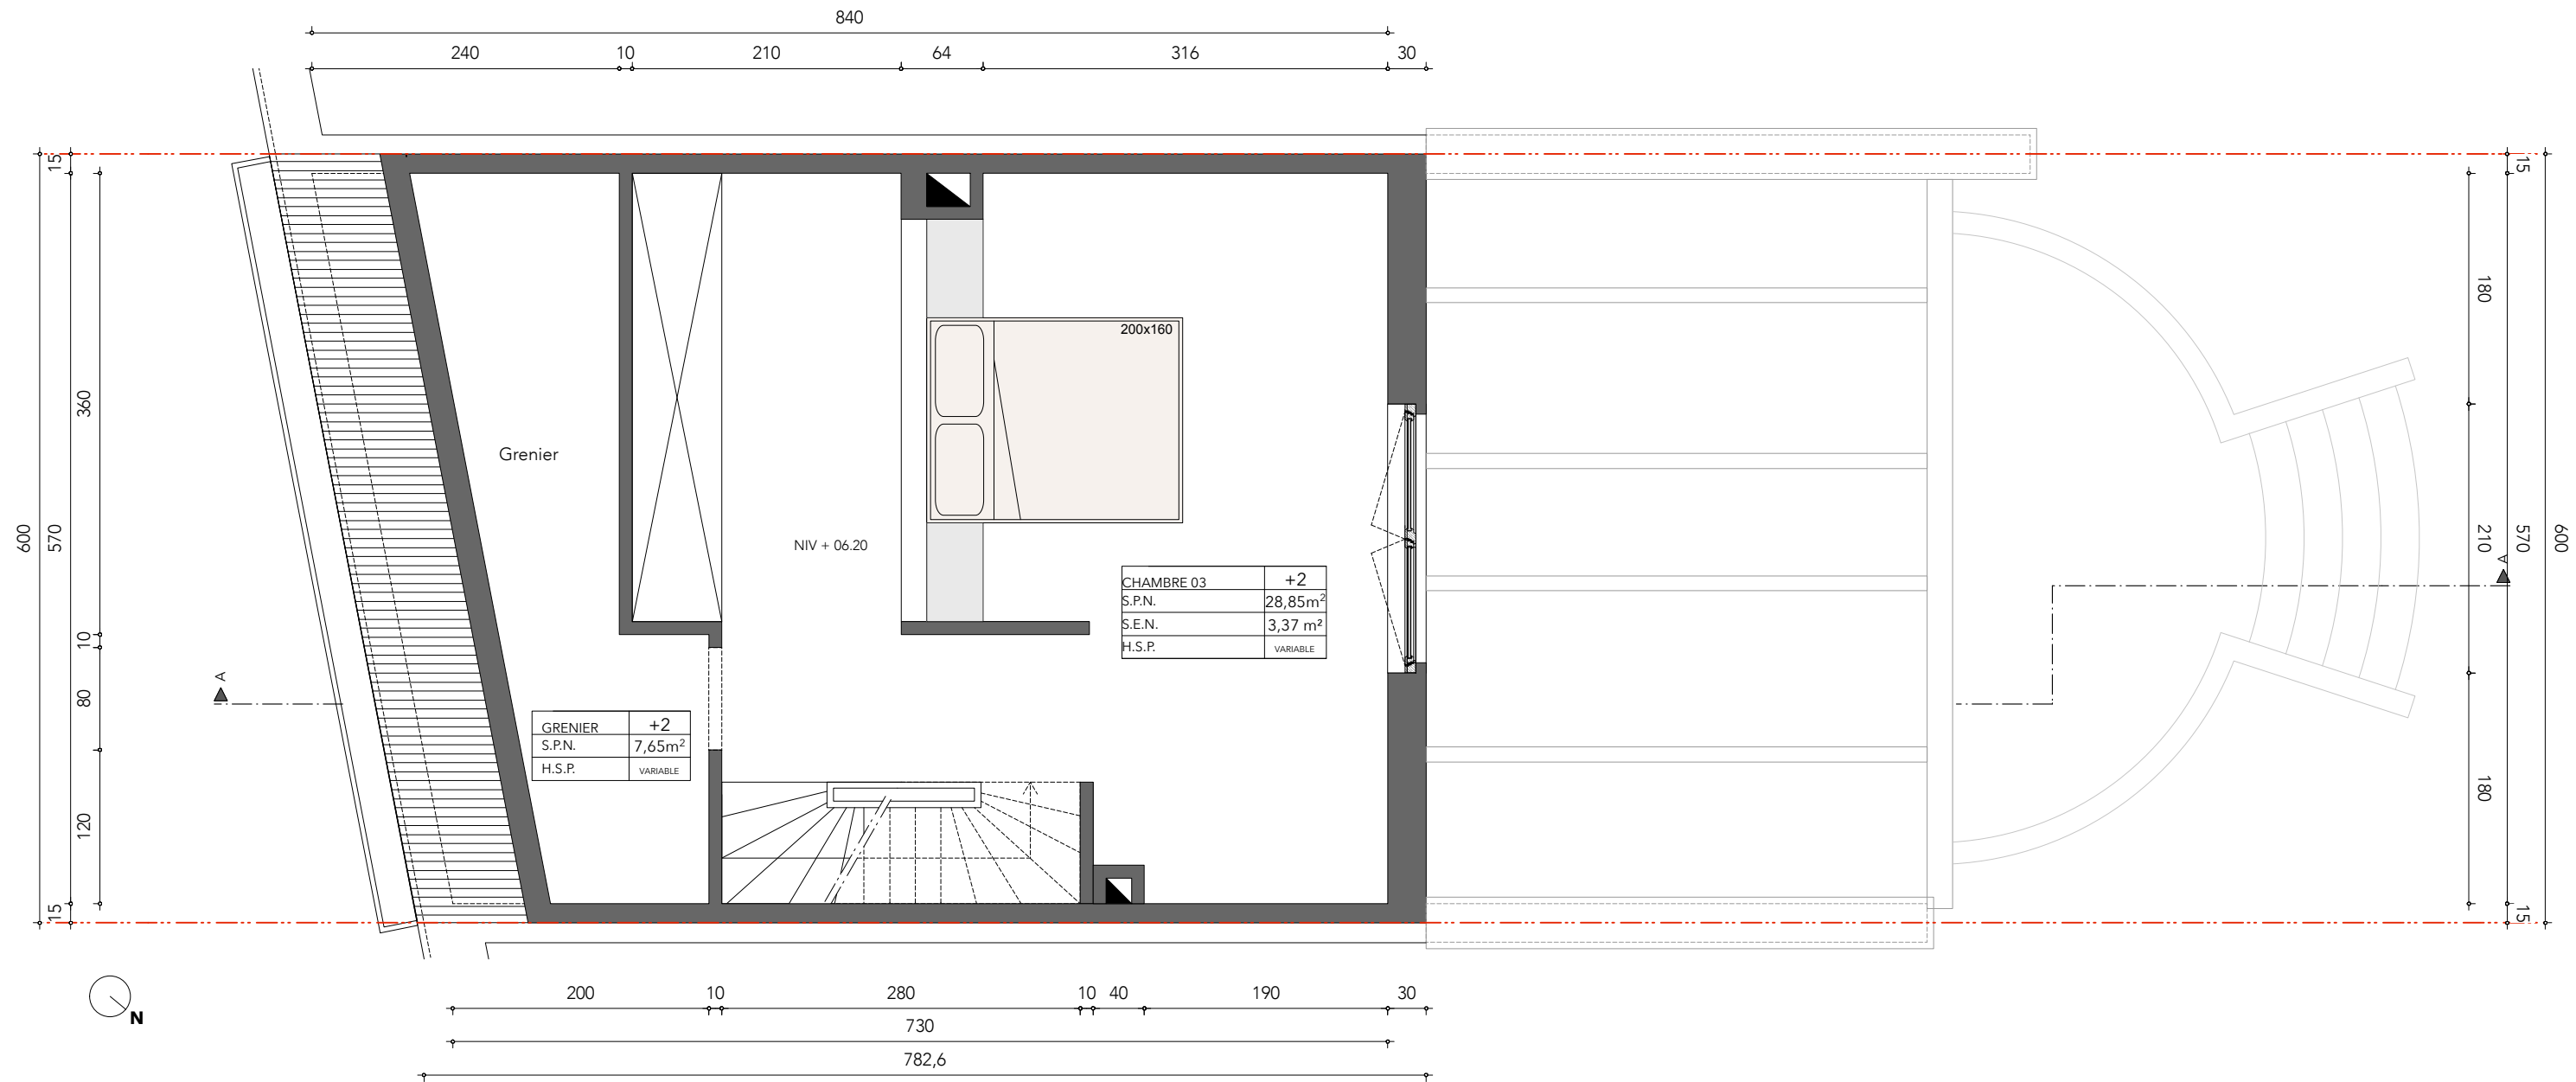 840
240 10 210 64 316 30
15
360
10
80
120
15
570
600
15
180
210
180
15
570
600
200x160
Grenier
NIV + 06.20
CHAMBRE 03 +2
S.P.N. 28,85m²
S.E.N. 3,37 m²
H.S.P. VARIABLE
A
A
GRENIER +2
S.P.N. 7,65m²
H.S.P. VARIABLE
N
200 10 280 10 40 190 30
730
782,6